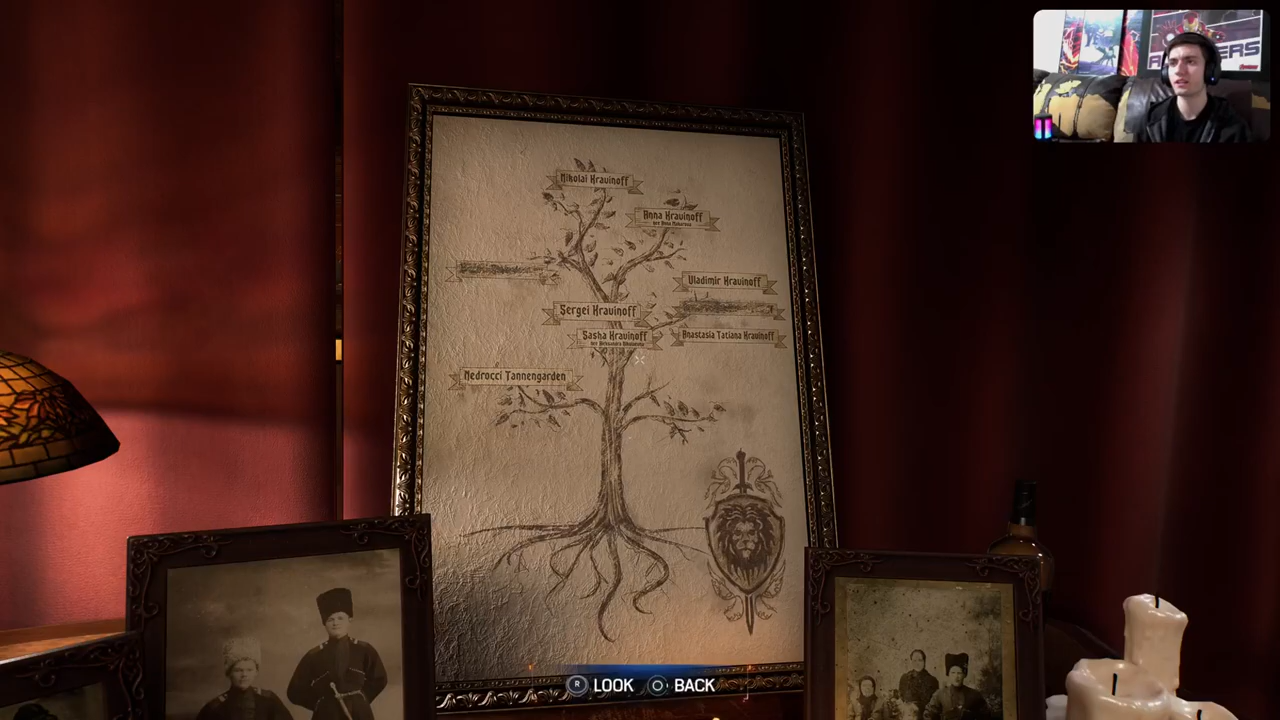 Nikolai Kravinoff
Anna Kravinoff
Vladimir Kravinoff
Sergei Kravinoff
Sasha Kravinoff
Anastasia Tatiana Kravinoff
Nedrocci Tannengarden
R LOOK BACK